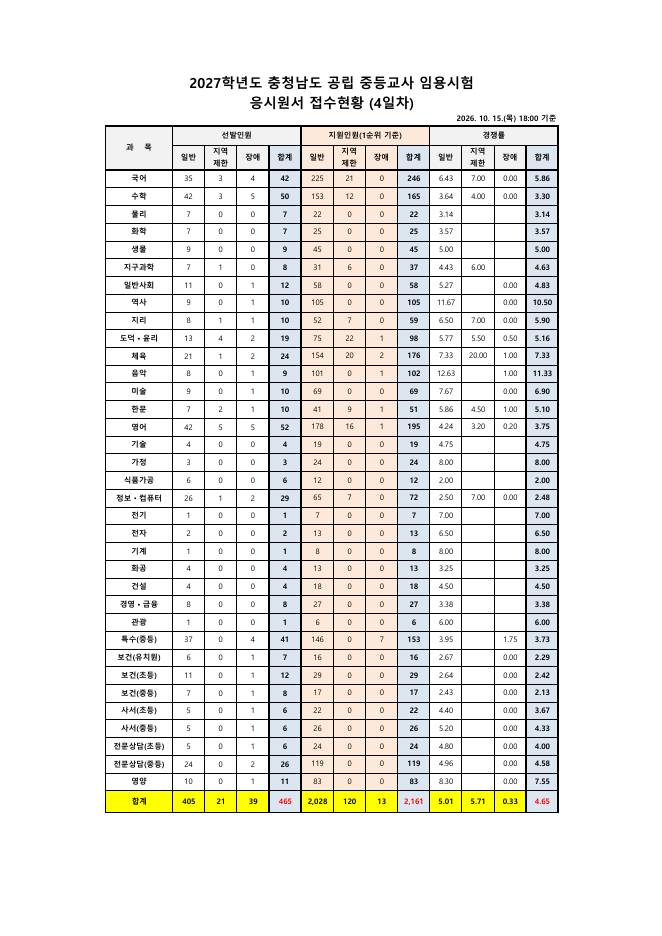 2027학년도 충청남도 공립 중등교사 임용시험
응시원서 접수현황 (4일차)
2026. 10. 15.(목) 18:00 기준
과 목 선발인원 지원인원(1순위 기준) 경쟁률
일반 지역제한 장애 합계 일반 지역제한 장애 합계 일반 지역제한 장애 합계
국어 35 3 4 42 225 21 0 246 6.43 7.00 0.00 5.86
수학 42 3 5 50 153 12 0 165 3.64 4.00 0.00 3.30
물리 7 0 0 7 22 0 0 22 3.14 3.14
화학 7 0 0 7 25 0 0 25 3.57 3.57
생물 9 0 0 9 45 0 0 45 5.00 5.00
지구과학 7 1 0 8 31 6 0 37 4.43 6.00 4.63
일반사회 11 0 1 12 58 0 0 58 5.27 0.00 4.83
역사 9 0 1 10 105 0 0 105 11.67 0.00 10.50
지리 8 1 1 10 52 7 0 59 6.50 7.00 0.00 5.90
도덕・윤리 13 4 2 19 75 22 1 98 5.77 5.50 0.50 5.16
체육 21 1 2 24 154 20 2 176 7.33 20.00 1.00 7.33
음악 8 0 1 9 101 0 1 102 12.63 1.00 11.33
미술 9 0 1 10 69 0 0 69 7.67 0.00 6.90
한문 7 2 1 10 41 9 1 51 5.86 4.50 1.00 5.10
영어 42 5 5 52 178 16 1 195 4.24 3.20 0.20 3.75
기술 4 0 0 4 19 0 0 19 4.75 4.75
가정 3 0 0 3 24 0 0 24 8.00 8.00
식품가공 6 0 0 6 12 0 0 12 2.00 2.00
정보・컴퓨터 26 1 2 29 65 7 0 72 2.50 7.00 0.00 2.48
전기 1 0 0 1 7 0 0 7 7.00 7.00
전자 2 0 0 2 13 0 0 13 6.50 6.50
기계 1 0 0 1 8 0 0 8 8.00 8.00
화공 4 0 0 4 13 0 0 13 3.25 3.25
건설 4 0 0 4 18 0 0 18 4.50 4.50
경영・금융 8 0 0 8 27 0 0 27 3.38 3.38
관광 1 0 0 1 6 0 0 6 6.00 6.00
특수(중등) 37 0 4 41 146 0 7 153 3.95 1.75 3.73
보건(유치원) 6 0 1 7 16 0 0 16 2.67 0.00 2.29
보건(초등) 11 0 1 12 29 0 0 29 2.64 0.00 2.42
보건(중등) 7 0 1 8 17 0 0 17 2.43 0.00 2.13
사서(초등) 5 0 1 6 22 0 0 22 4.40 0.00 3.67
사서(중등) 5 0 1 6 26 0 0 26 5.20 0.00 4.33
전문상담(초등) 5 0 1 6 24 0 0 24 4.80 0.00 4.00
전문상담(중등) 24 0 2 26 119 0 0 119 4.96 0.00 4.58
영양 10 0 1 11 83 0 0 83 8.30 0.00 7.55
합계 405 21 39 465 2,028 120 13 2,161 5.01 5.71 0.33 4.65